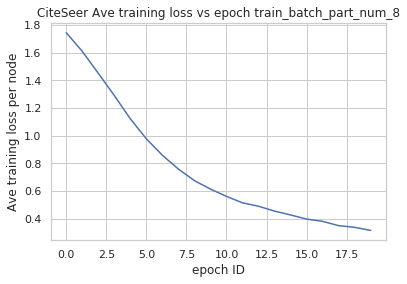 CiteSeer Ave training loss vs epoch train_batch_part_num_8
Ave training loss per node
1.8
1.6
1.4
1.2
1.0
0.8
0.6
0.4
0.0 2.5 5.0 7.5 10.0 12.5 15.0 17.5
epoch ID